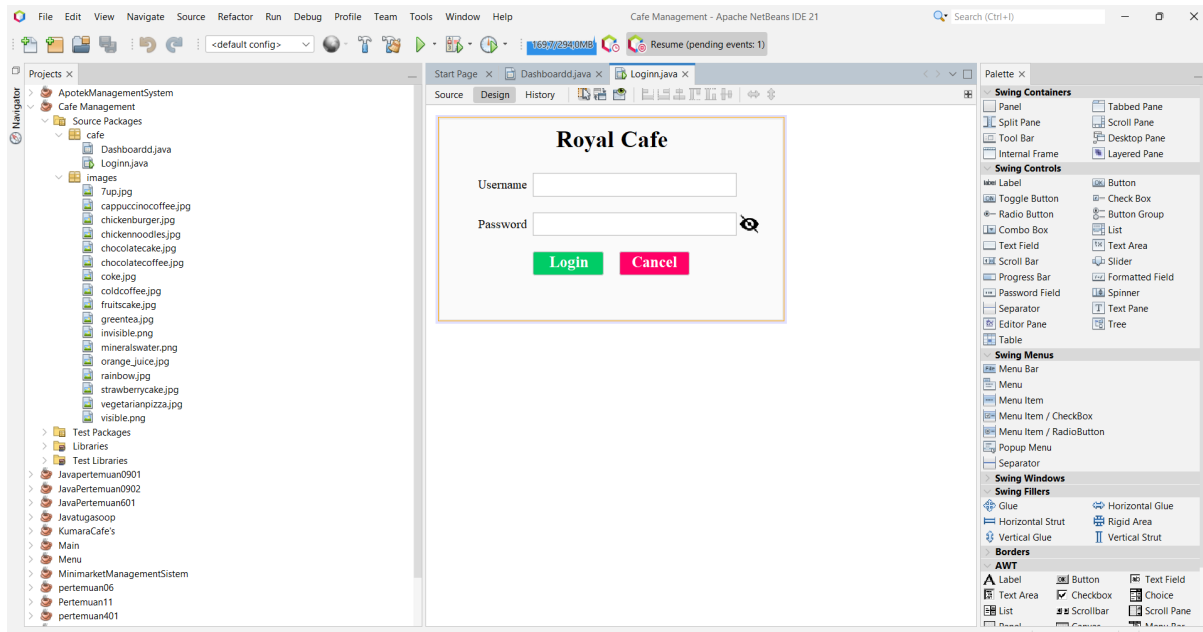 File Edit View Navigate Source Refactor Run Debug Profile Team Tools Window Help
Cafe Management - Apache NetBeans IDE 21
Search (Ctrl+I)
<default config>
169,7/294,0MB
Resume (pending events: 1)
Projects
Navigator
ApotekManagementSystem
Cafe Management
Source Packages
cafe
Dashboardd.java
Loginn.java
images
7up.jpg
cappuccinocoffee.jpg
chickenburger.jpg
chickennoodles.jpg
chocolatecake.jpg
chocolatecoffee.jpg
coke.jpg
coldcoffee.jpg
fruitscake.jpg
greentea.jpg
invisible.png
mineralswater.png
orange_juice.jpg
rainbow.jpg
strawberrycake.jpg
vegetarianpizza.jpg
visible.png
Test Packages
Libraries
Test Libraries
Javapertemuan0901
JavaPertemuan0902
JavaPertemuan601
Javatugasoop
KumaraCafe's
Main
Menu
MinimarketManagementSistem
pertemuan06
Pertemuan11
pertemuan401
Start Page Dashboardd.java Loginn.java
Source Design History
Royal Cafe
Username
Password
Login Cancel
Palette
Swing Containers
Panel Tabbed Pane
Split Pane Scroll Pane
Tool Bar Desktop Pane
Internal Frame Layered Pane
Swing Controls
label Label OK Button
Toggle Button Check Box
Radio Button Button Group
Combo Box List
Text Field Text Area
Scroll Bar Slider
Progress Bar Formatted Field
Password Field Spinner
Separator Text Pane
Editor Pane Tree
Table
Swing Menus
Menu Bar
Menu
Menu Item
Menu Item / CheckBox
Menu Item / RadioButton
Popup Menu
Separator
Swing Windows
Swing Fillers
Glue Horizontal Glue
Horizontal Strut Rigid Area
Vertical Glue Vertical Strut
Borders
AWT
Label OK Button Text Field
Text Area Checkbox Choice
List Scrollbar Scroll Pane
Panel Canvas Menu Bar